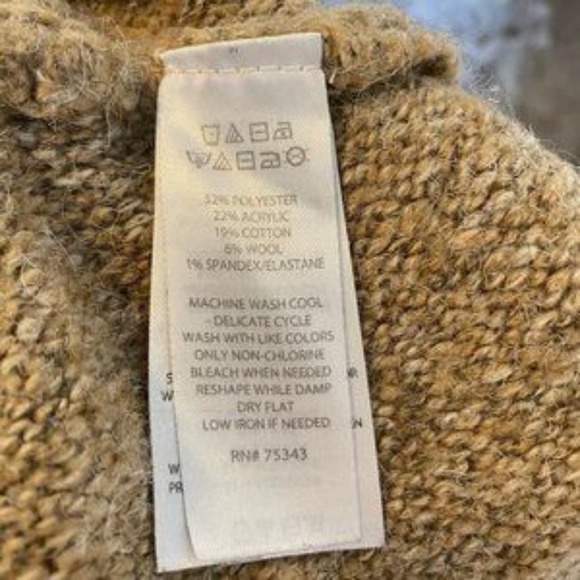 52% POLYESTER
22% ACRYLIC
19% COTTON
6% WOOL
1% SPANDEX/ELASTANE
MACHINE WASH COOL
DELICATE CYCLE
WASH WITH LIKE COLORS
ONLY NON-CHLORINE
BLEACH WHEN NEEDED
RESHAPE WHILE DAMP
DRY FLAT
LOW IRON IF NEEDED
RN# 75343